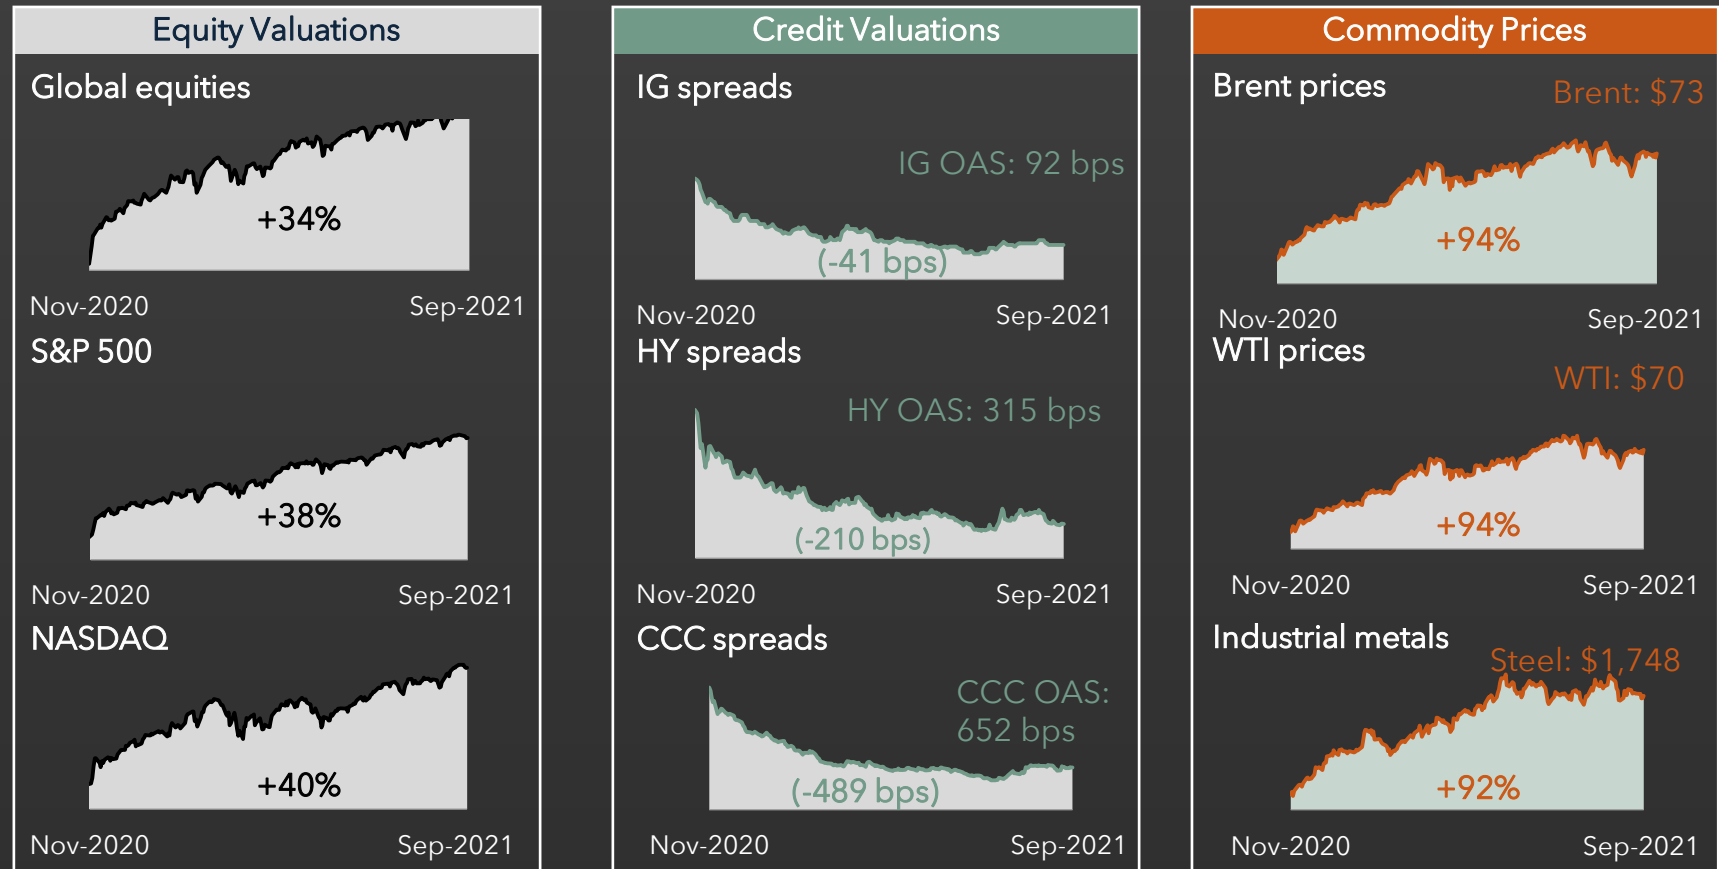 Equity Valuations
Global equities
+34%
Nov-2020 Sep-2021
S&P 500
+38%
Nov-2020 Sep-2021
NASDAQ
+40%
Nov-2020 Sep-2021
Credit Valuations
IG spreads
IG OAS: 92 bps
(-41 bps)
Nov-2020 Sep-2021
HY spreads
HY OAS: 315 bps
(-210 bps)
Nov-2020 Sep-2021
CCC spreads
CCC OAS:
652 bps
(-489 bps)
Nov-2020 Sep-2021
Commodity Prices
Brent prices
Brent: $73
+94%
Nov-2020 Sep-2021
WTI prices
WTI: $70
+94%
Nov-2020 Sep-2021
Industrial metals
Steel: $1,748
+92%
Nov-2020 Sep-2021